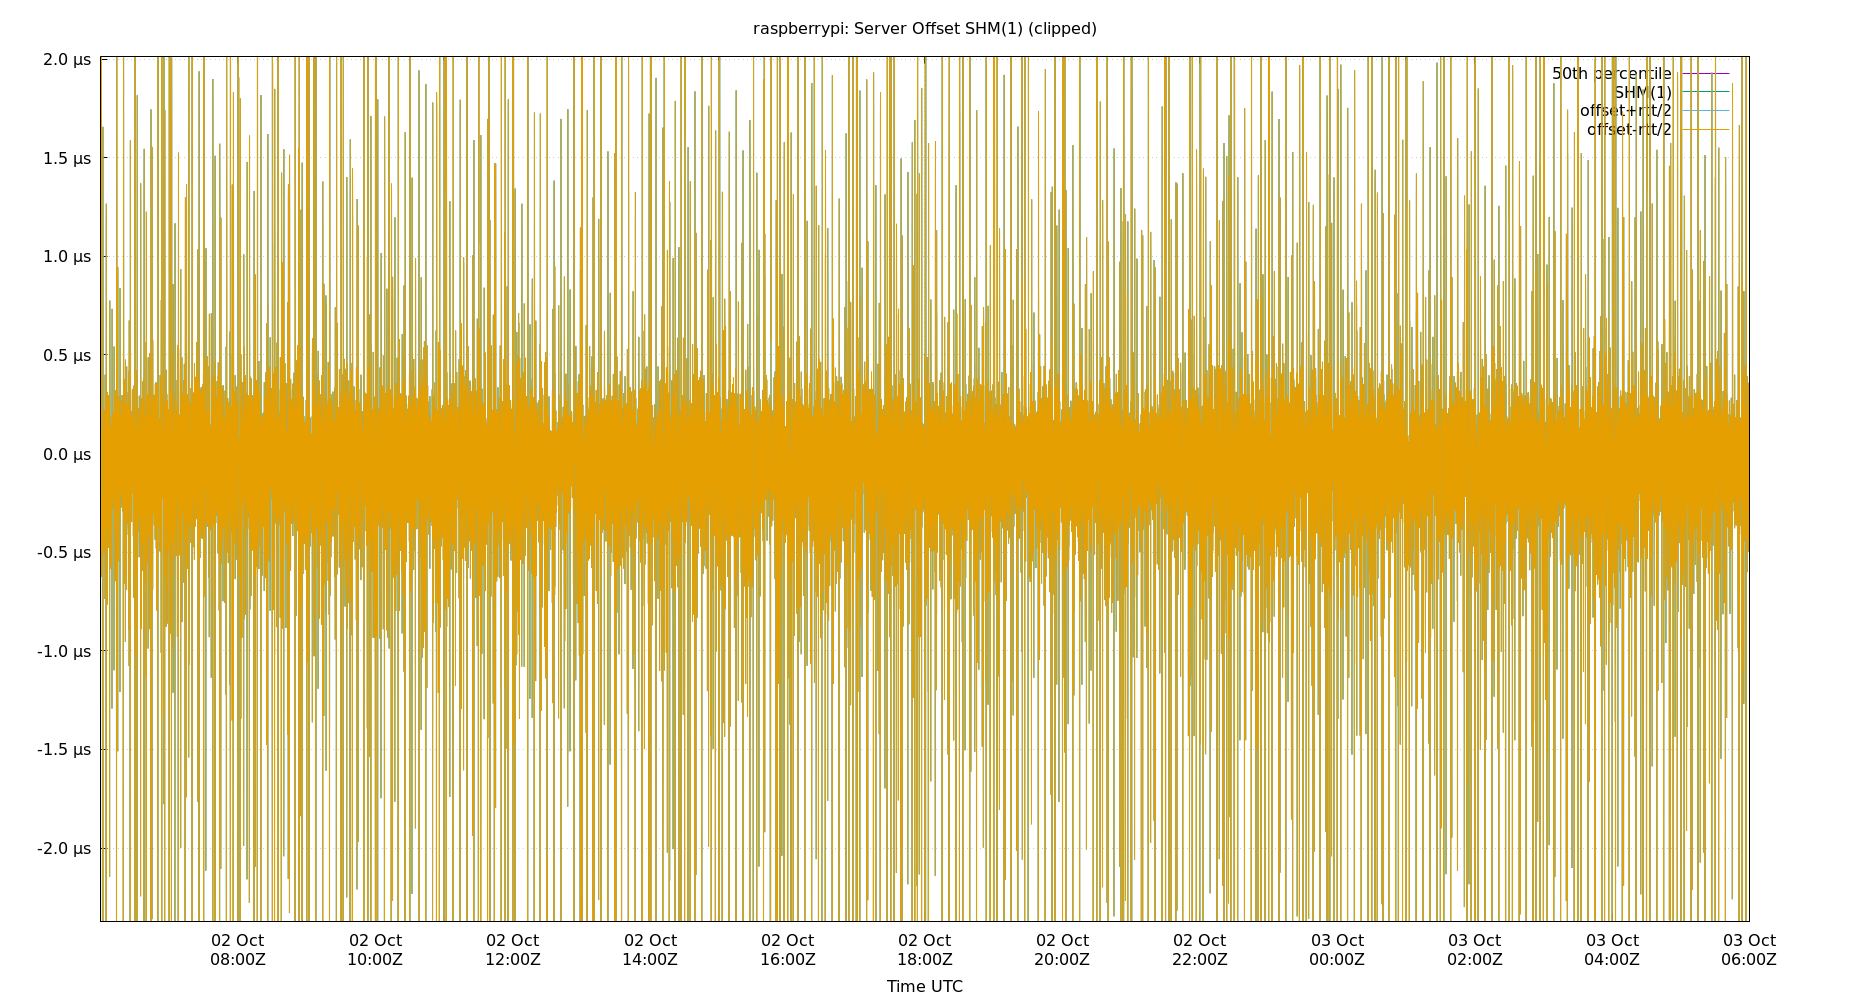 raspberrypi: Server Offset SHM(1) (clipped)
2.0 µs
1.5 µs
1.0 µs
0.5 µs
0.0 µs
-0.5 µs
-1.0 µs
-1.5 µs
-2.0 µs
50th percentile
SHM(1)
offset+rtt/2
offset-rtt/2
02 Oct 02 Oct 02 Oct 02 Oct 02 Oct 02 Oct 02 Oct 02 Oct 03 Oct 03 Oct 03 Oct 03 Oct
08:00Z 10:00Z 12:00Z 14:00Z 16:00Z 18:00Z 20:00Z 22:00Z 00:00Z 02:00Z 04:00Z 06:00Z
Time UTC